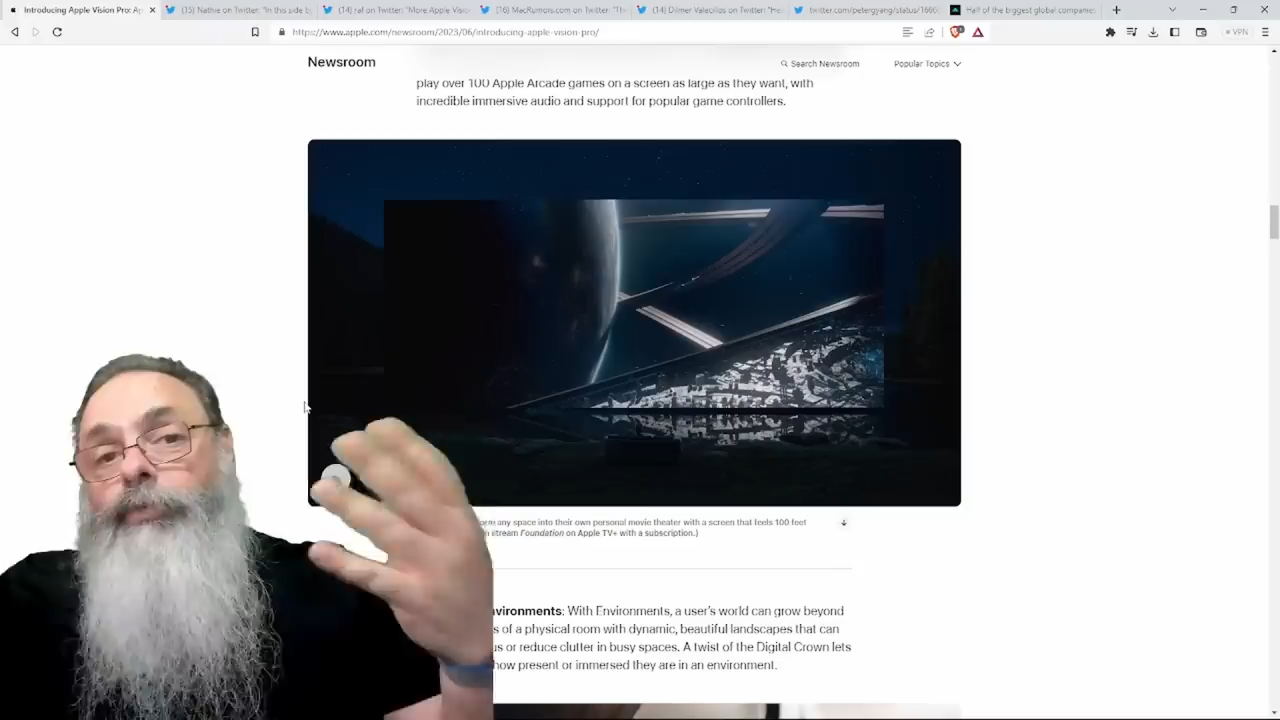 Introducing Apple Vision Pro: Ap
(15) Nathie on Twitter: "In this side by
(14) raf on Twitter: "More Apple Visio
(16) MacRumors.com on Twitter: "The
(14) Dilmer Valecillos on Twitter: "He
twitter.com/petergyang/status/1666
Half of the biggest global companies
https://www.apple.com/newsroom/2023/06/introducing-apple-vision-pro/
VPN
Newsroom
Search Newsroom
Popular Topics
play over 100 Apple Arcade games on a screen as large as they want, with
incredible immersive audio and support for popular game controllers.
any space into their own personal movie theater with a screen that feels 100 feet
stream Foundation on Apple TV+ with a subscription.)
vironments: With Environments, a user's world can grow beyond
s of a physical room with dynamic, beautiful landscapes that can
us or reduce clutter in busy spaces. A twist of the Digital Crown lets
how present or immersed they are in an environment.